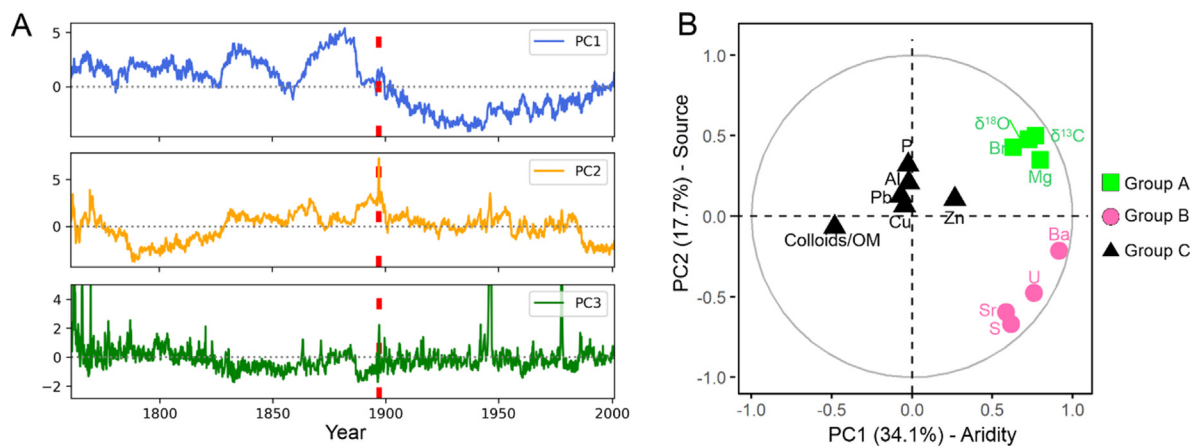 A
5
0
PC1
5
0
PC2
4
2
0
−2
PC3
1800
1850
1900
1950
2000
Year
B
PC2 (17.7%) - Source
1.0
0.5
0.0
-0.5
-1.0
δ¹⁸O
δ¹³C
Br
Mg
P
Al
Pb
Cu
Zn
Colloids/OM
Ba
U
Sr
S
-1.0
-0.5
0.0
0.5
1.0
PC1 (34.1%) - Aridity
Group A
Group B
Group C